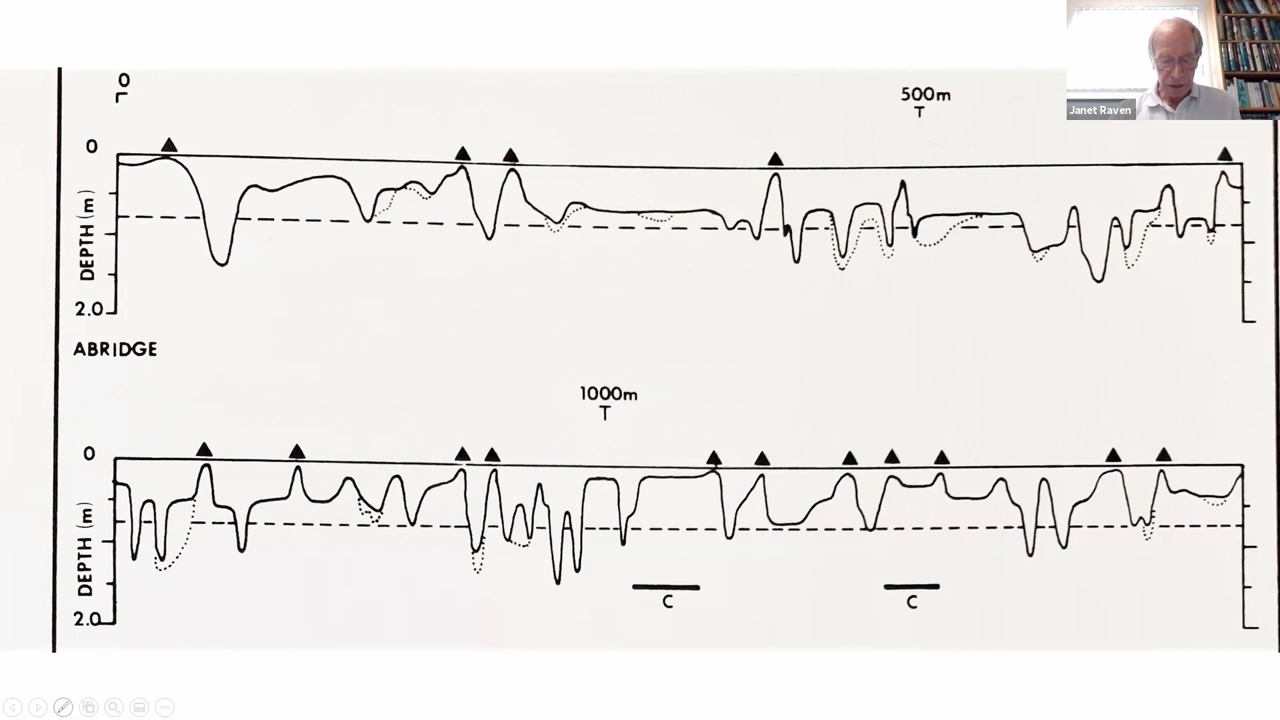 Janet Raven
0
500m
0
DEPTH (m)
2.0
ABRIDGE
1000m
0
DEPTH (m)
2.0
C
C